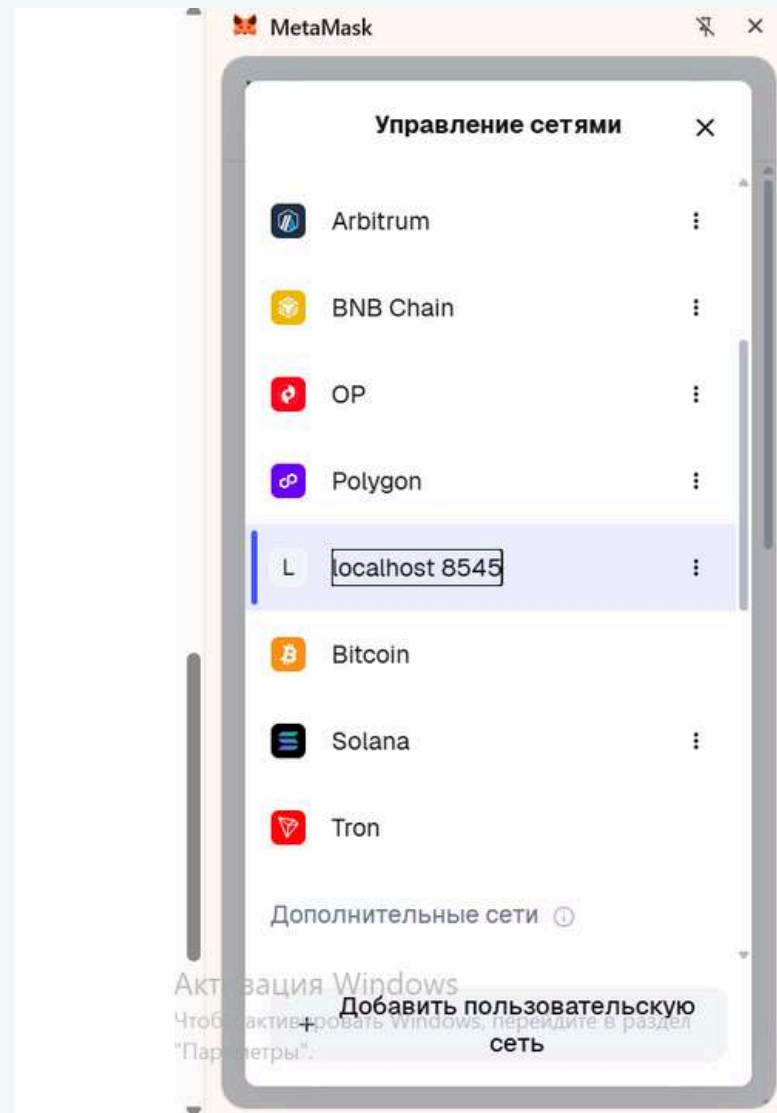 MetaMask
Управление сетями
Arbitrum
BNB Chain
OP
Polygon
L localhost 8545
Bitcoin
Solana
Tron
Дополнительные сети
Активация Windows
+ Добавить пользовательскую
сеть
Чтобы активировать Windows, перейдите в раздел
"Параметры".